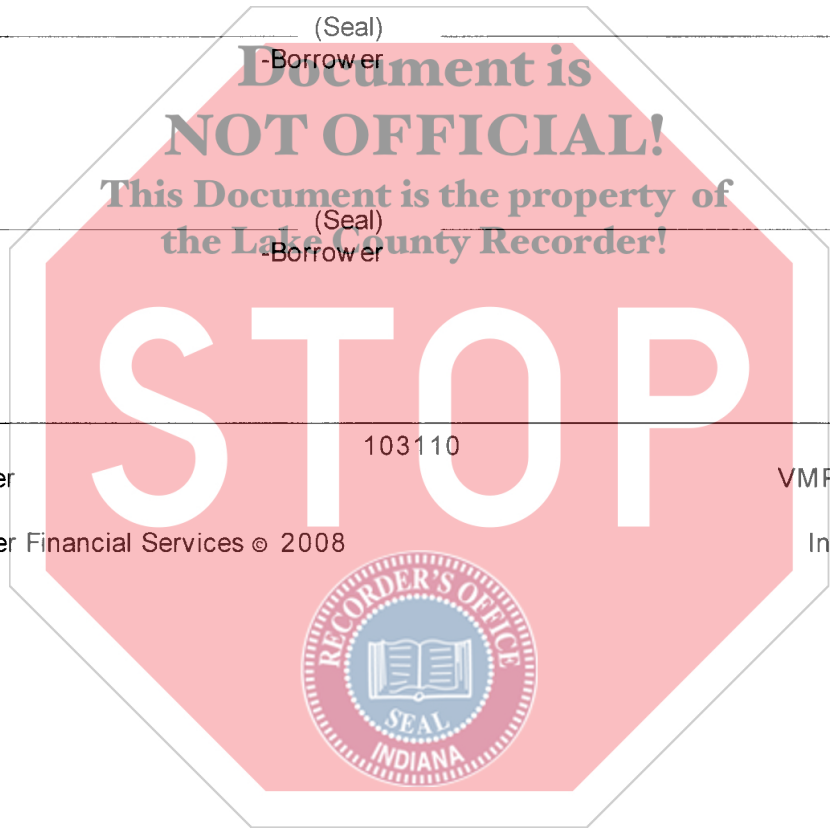 (Seal)
-Borrower
Document is
NOT OFFICIAL!
This Document is the property of
(Seal)
the Lake County Recorder!
-Borrower
STOP
103110
er
VMP
er Financial Services © 2008
In
RECORDER'S OFFICE
SEAL
INDIANA